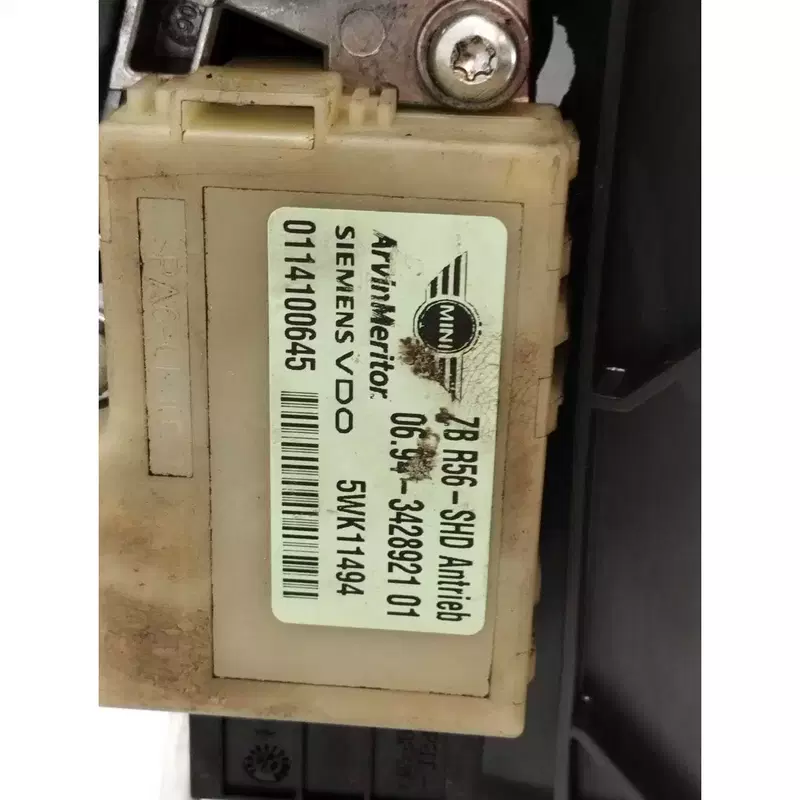 MINI
7B R56-SHD Antrieb
3428921 01
ArvinMeritor
SIEMENS VDO
5WK11494
0114100645